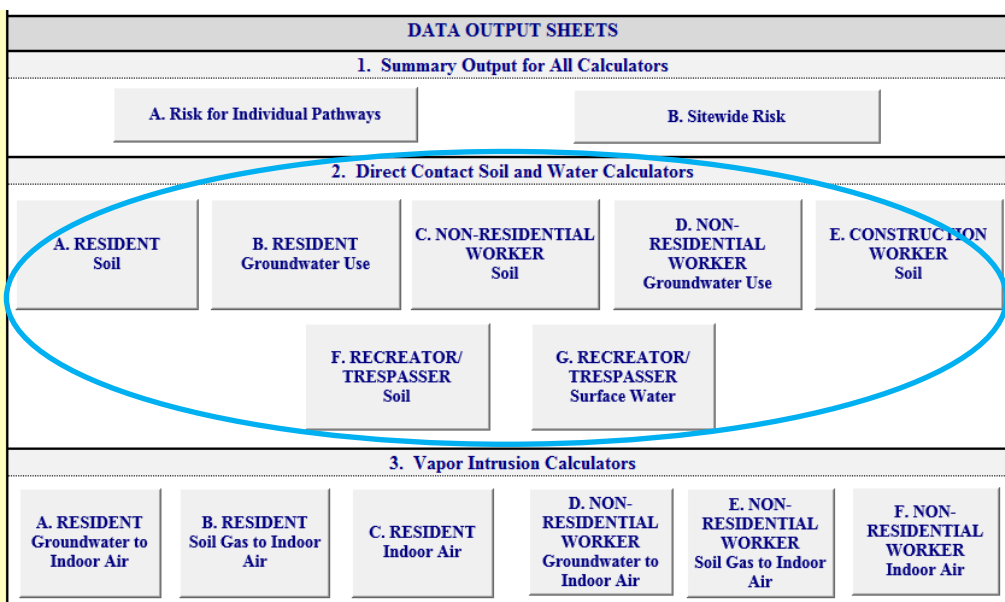 DATA OUTPUT SHEETS
1. Summary Output for All Calculators
A. Risk for Individual Pathways
B. Sitewide Risk
2. Direct Contact Soil and Water Calculators
A. RESIDENT
Soil
B. RESIDENT
Groundwater Use
C. NON-RESIDENTIAL
WORKER
Soil
D. NON-
RESIDENTIAL
WORKER
Groundwater Use
E. CONSTRUCTION
WORKER
Soil
F. RECREATOR/
TRESPASSER
Soil
G. RECREATOR/
TRESPASSER
Surface Water
3. Vapor Intrusion Calculators
A. RESIDENT
Groundwater to
Indoor Air
B. RESIDENT
Soil Gas to Indoor
Air
C. RESIDENT
Indoor Air
D. NON-
RESIDENTIAL
WORKER
Groundwater to
Indoor Air
E. NON-
RESIDENTIAL
WORKER
Soil Gas to Indoor
Air
F. NON-
RESIDENTIAL
WORKER
Indoor Air